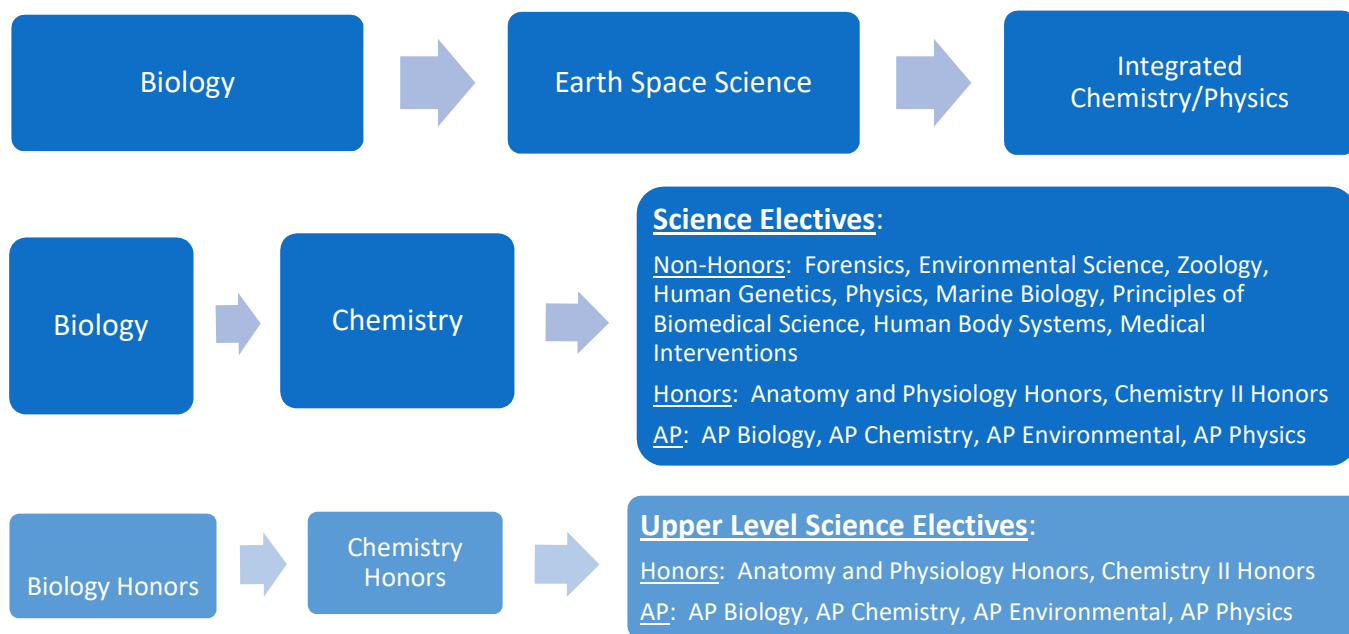 Biology
Earth Space Science
Integrated
Chemistry/Physics
Biology
Chemistry
Science Electives:
Non-Honors:  Forensics, Environmental Science, Zoology,
Human Genetics, Physics, Marine Biology, Principles of
Biomedical Science, Human Body Systems, Medical
Interventions
Honors:  Anatomy and Physiology Honors, Chemistry II Honors
AP:  AP Biology, AP Chemistry, AP Environmental, AP Physics
Biology Honors
Chemistry
Honors
Upper Level Science Electives:
Honors:  Anatomy and Physiology Honors, Chemistry II Honors
AP:  AP Biology, AP Chemistry, AP Environmental, AP Physics